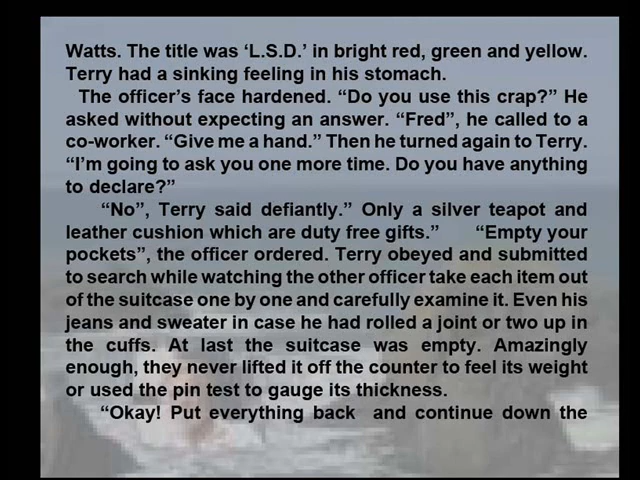 Watts. The title was ‘L.S.D.’ in bright red, green and yellow.
Terry had a sinking feeling in his stomach.
The officer’s face hardened. “Do you use this crap?” He
asked without expecting an answer. “Fred”, he called to a
co-worker. “Give me a hand.” Then he turned again to Terry.
“I’m going to ask you one more time. Do you have anything
to declare?”
“No”, Terry said defiantly.” Only a silver teapot and
leather cushion which are duty free gifts.” “Empty your
pockets”, the officer ordered. Terry obeyed and submitted
to search while watching the other officer take each item out
of the suitcase one by one and carefully examine it. Even his
jeans and sweater in case he had rolled a joint or two up in
the cuffs. At last the suitcase was empty. Amazingly
enough, they never lifted it off the counter to feel its weight
or used the pin test to gauge its thickness.
“Okay! Put everything back and continue down the